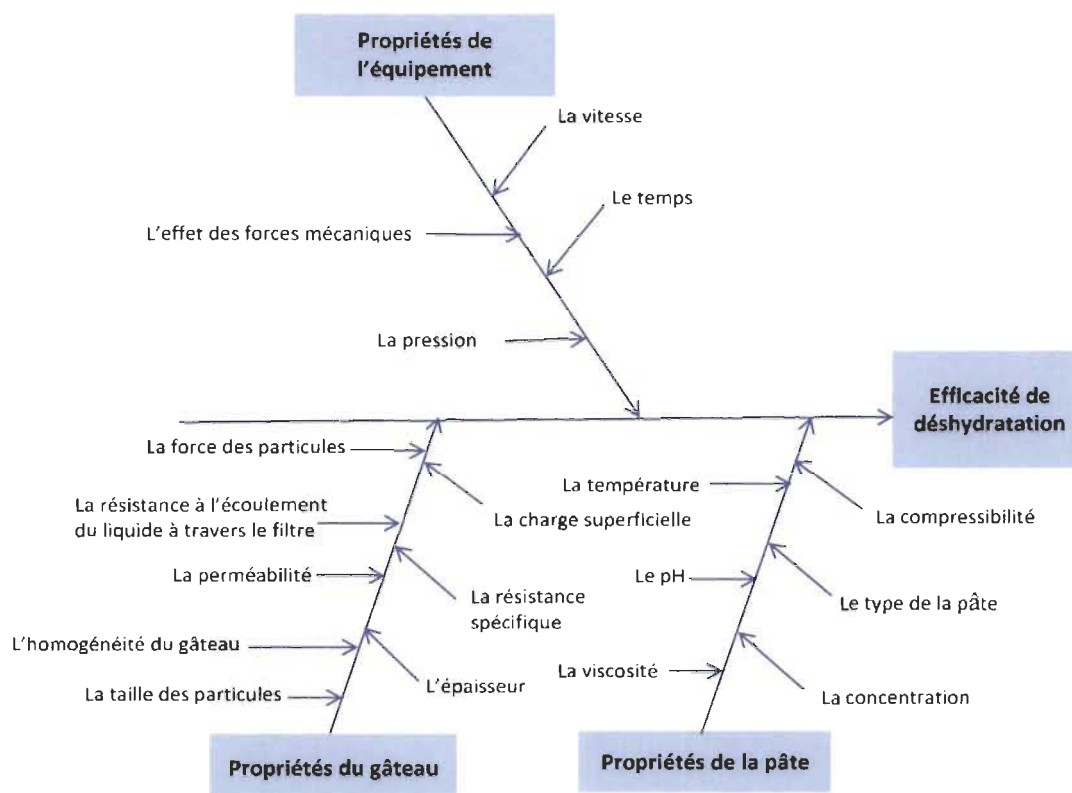 Propriétés de
l'équipement
La vitesse
Le temps
L'effet des forces mécaniques
La pression
Efficacité de
déshydratation
La force des particules
La température
La résistance à l'écoulement
du liquide à travers le filtre
La charge superficielle
La compressibilité
La perméabilité
Le pH
La résistance
spécifique
Le type de la pâte
L'homogénéité du gâteau
La viscosité
La taille des particules
L'épaisseur
La concentration
Propriétés du gâteau
Propriétés de la pâte